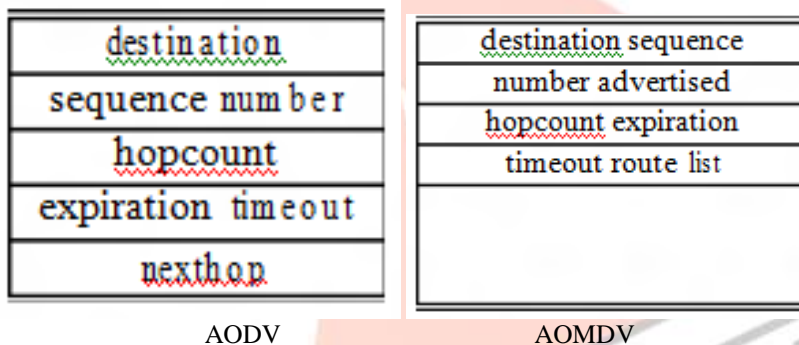 destination
sequence number
hopcount
expiration timeout
nexthop
AODV
destination sequence
number advertised
hopcount expiration
timeout route list
AOMDV